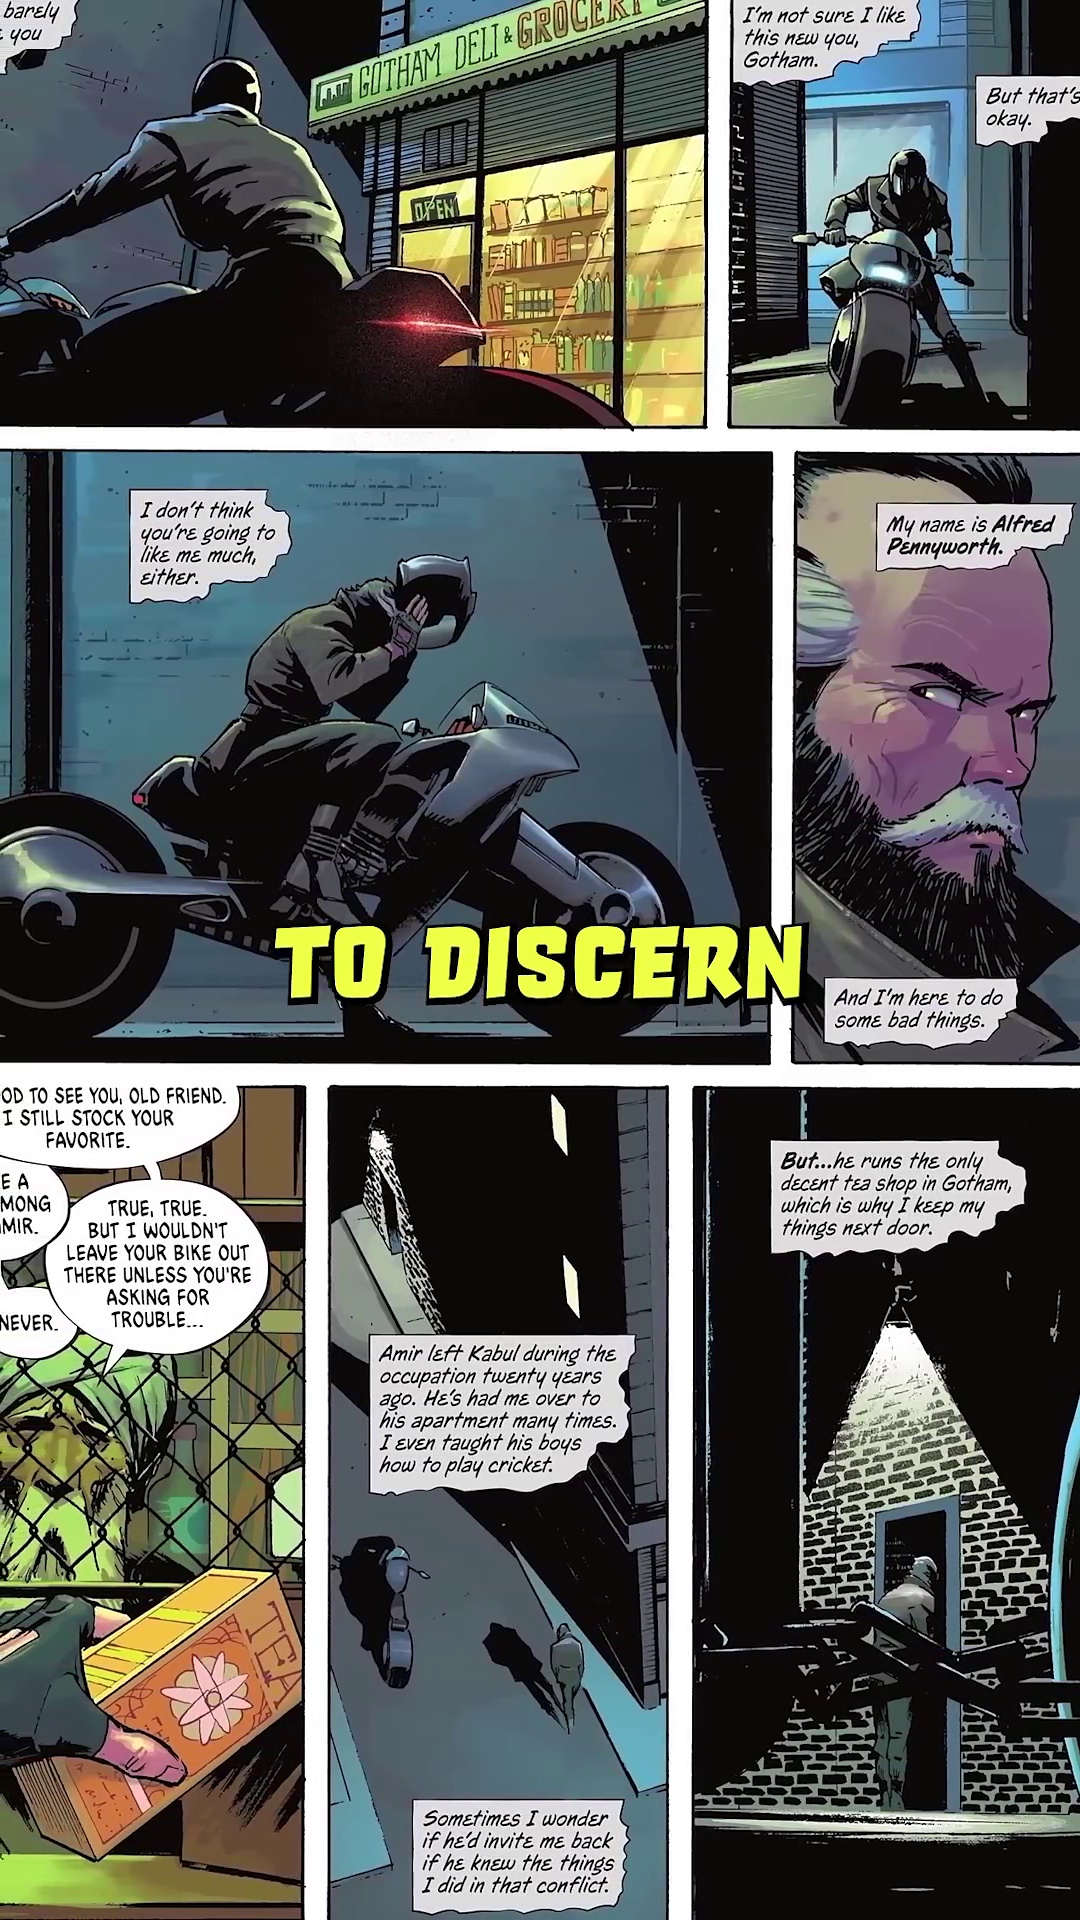 barely
you
GOTHAM DELI & GROCERY
OPEN
I'm not sure I like
this new you,
Gotham.
But that's
okay.
I don't think
you're going to
like me much,
either.
My name is Alfred
Pennyworth.
TO DISCERN
And I'm here to do
some bad things.
OD TO SEE YOU, OLD FRIEND.
I STILL STOCK YOUR
FAVORITE.
E A
MONG
MIR.
TRUE, TRUE.
BUT I WOULDN'T
LEAVE YOUR BIKE OUT
THERE UNLESS YOU'RE
ASKING FOR
TROUBLE...
NEVER.
TEA
Amir left Kabul during the
occupation twenty years
ago. He's had me over to
his apartment many times.
I even taught his boys
how to play cricket.
Sometimes I wonder
if he'd invite me back
if he knew the things
I did in that conflict.
But...he runs the only
decent tea shop in Gotham,
which is why I keep my
things next door.